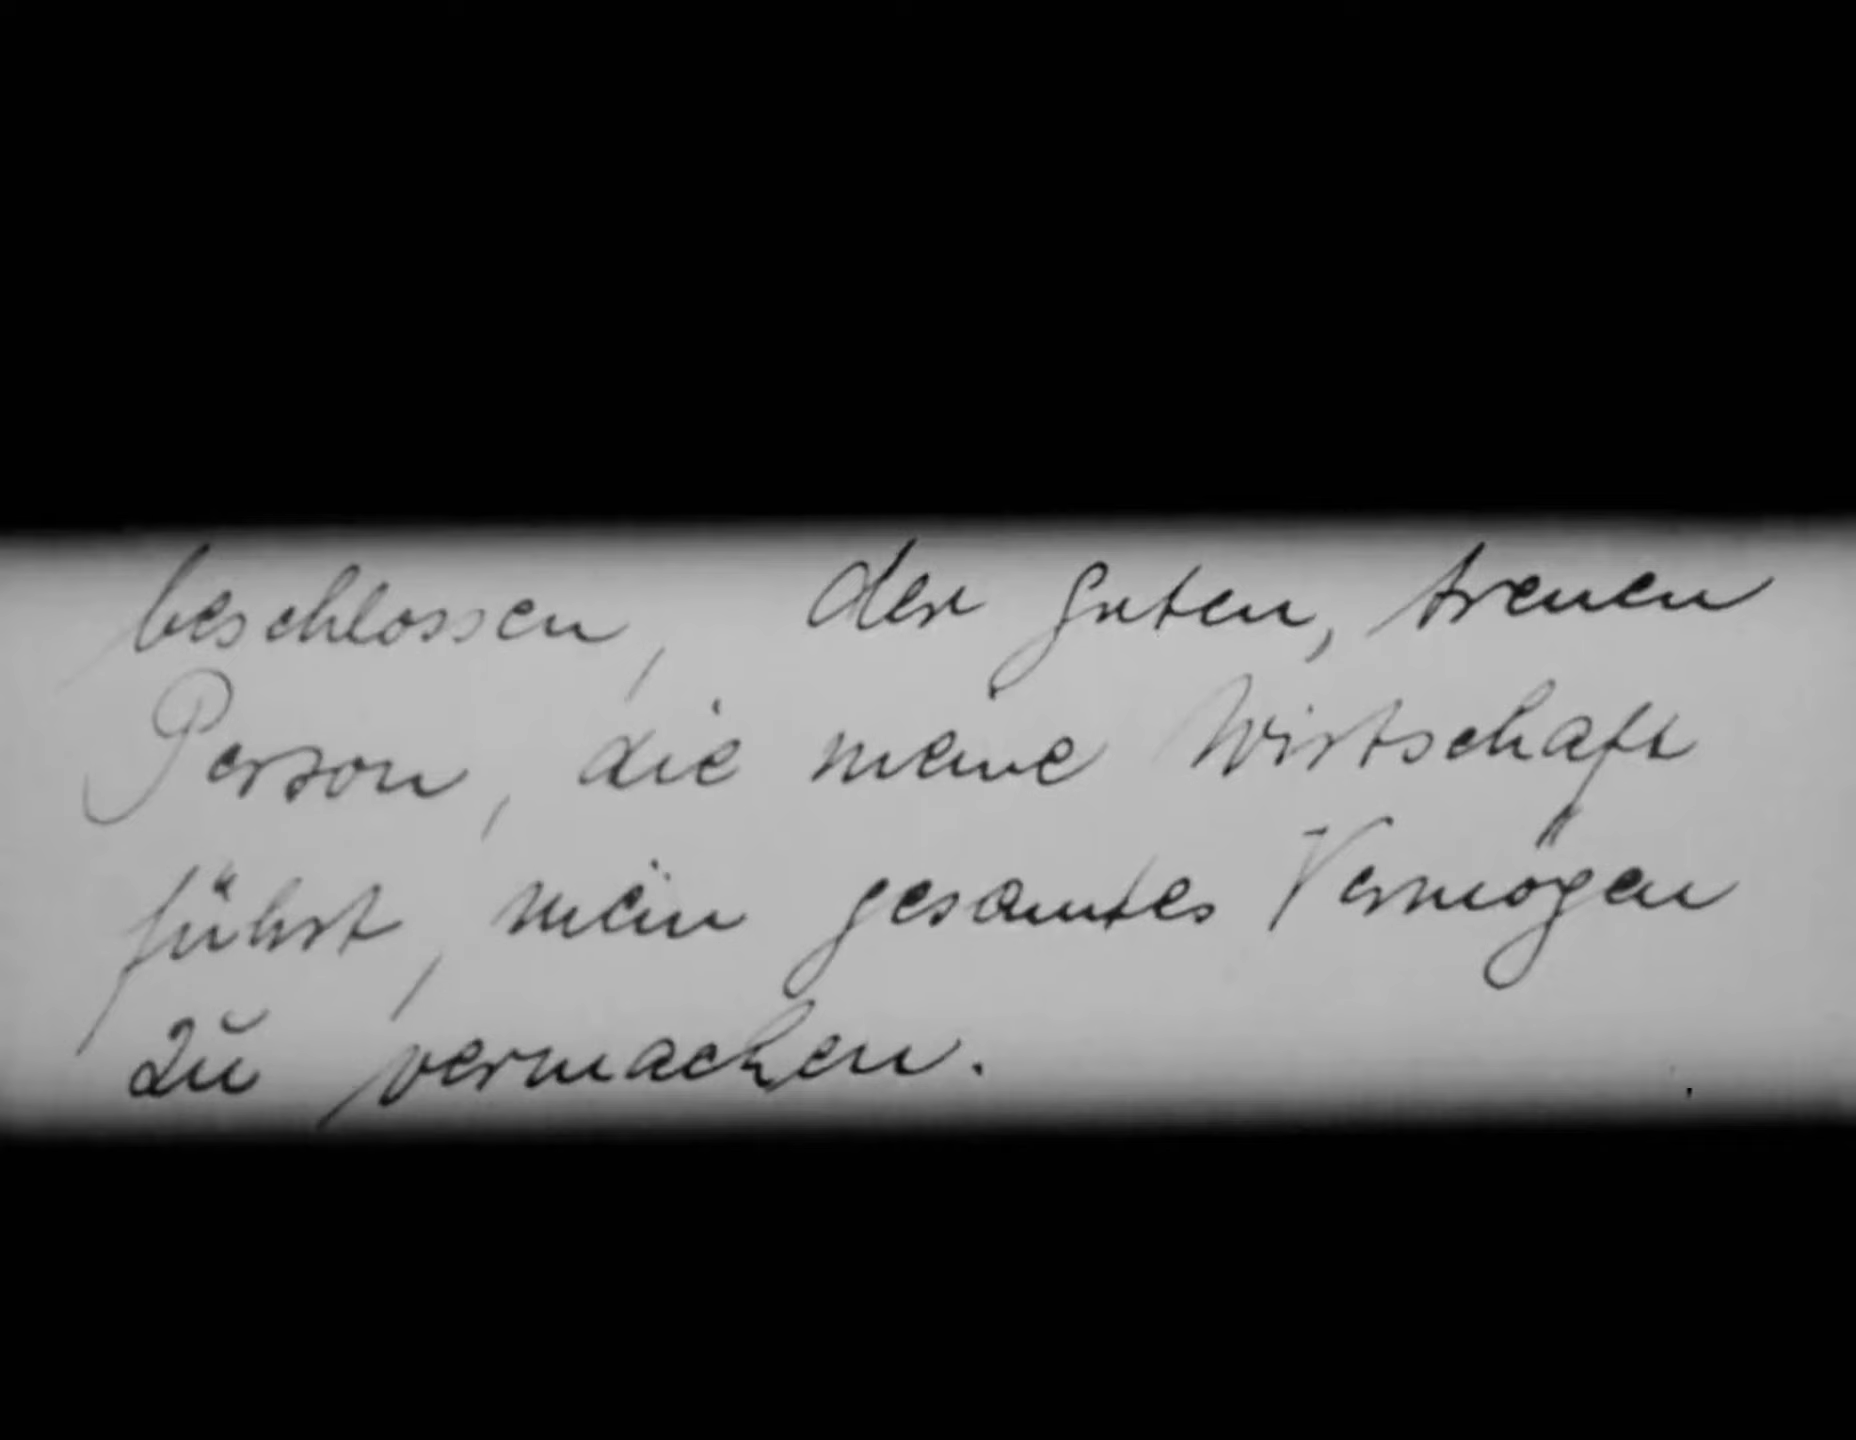 beschlossen, der guten, treuen
Person, die meine Wirtschaft
führt, mein gesamtes Vermögen
zu vermachen.